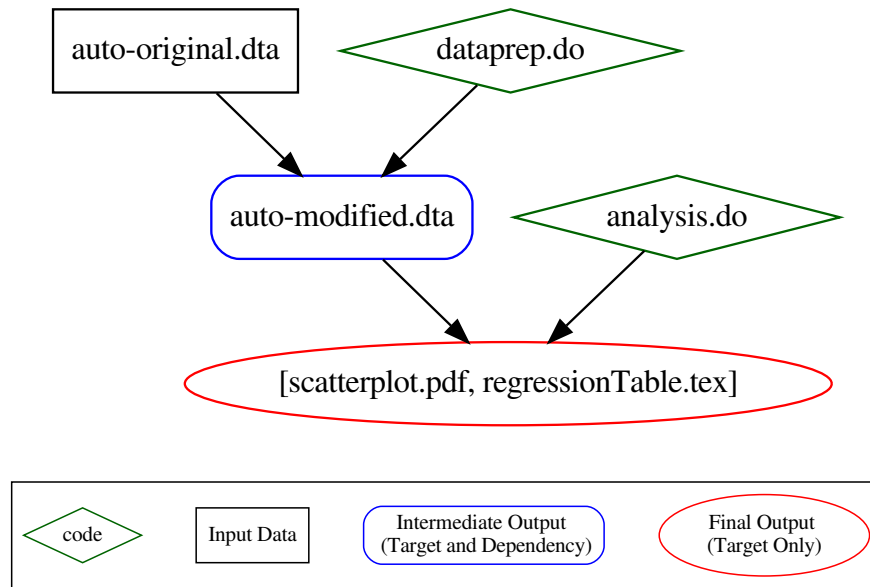 auto-original.dta
dataprep.do
auto-modified.dta
analysis.do
[scatterplot.pdf, regressionTable.tex]
code
Input Data
Intermediate Output
(Target and Dependency)
Final Output
(Target Only)